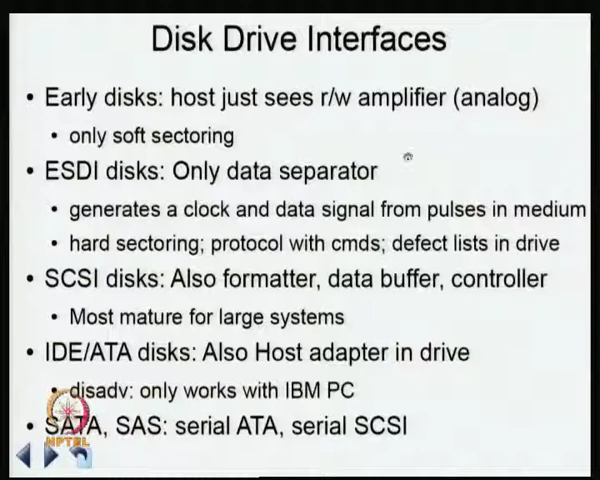 Disk Drive Interfaces
• Early disks: host just sees r/w amplifier (analog)
• only soft sectoring
• ESDI disks: Only data separator
• generates a clock and data signal from pulses in medium
• hard sectoring; protocol with cmds; defect lists in drive
• SCSI disks: Also formatter, data buffer, controller
• Most mature for large systems
• IDE/ATA disks: Also Host adapter in drive
• disadv: only works with IBM PC
• SATA, SAS: serial ATA, serial SCSI
NPTEL